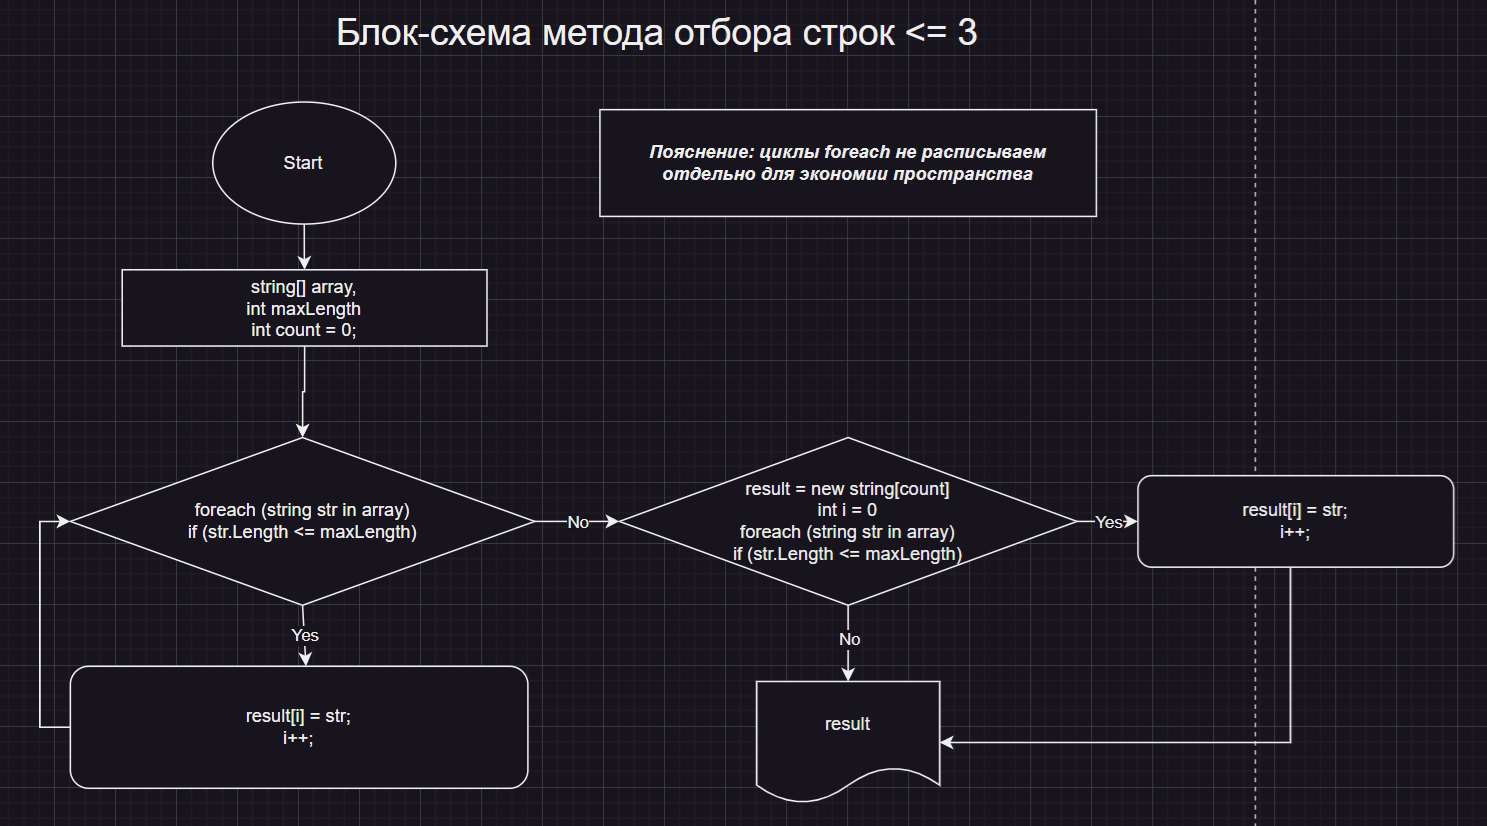 Блок-схема метода отбора строк <= 3
Start
Пояснение: циклы foreach не расписываем
отдельно для экономии пространства
string[] array,
int maxLength
int count = 0;
foreach (string str in array)
if (str.Length <= maxLength)
No
result = new string[count]
int i = 0
foreach (string str in array)
if (str.Length <= maxLength)
Yes
result[i] = str;
i++;
Yes
No
result[i] = str;
i++;
result